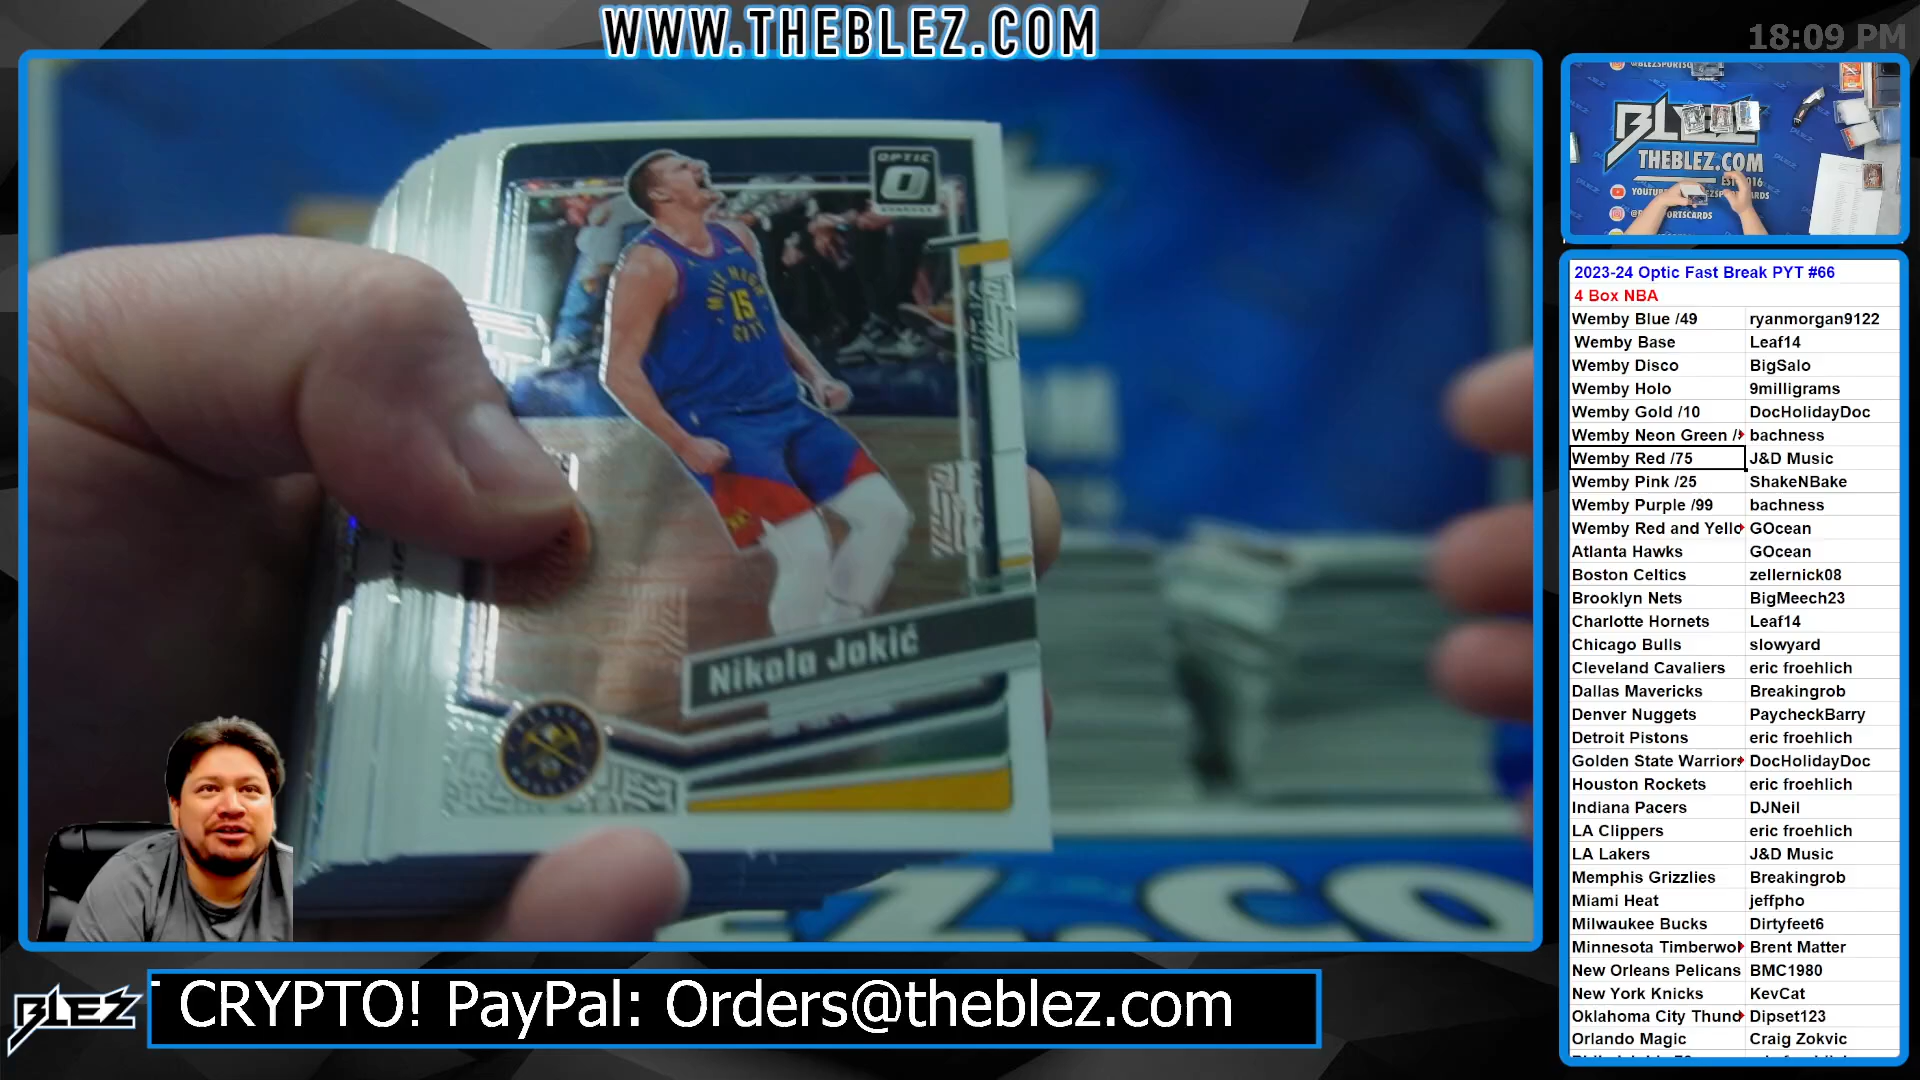 WWW.THEBLEZ.COM
18:09 PM
OPTIC
MILE HIGH
15
CITY
Nikola Jokić
BLEZ
THEBLEZ.COM
2023-24 Optic Fast Break PYT #66
4 Box NBA
Wemby Blue /49 ryanmorgan9122
Wemby Base Leaf14
Wemby Disco BigSalo
Wemby Holo 9milligrams
Wemby Gold /10 DocHolidayDoc
Wemby Neon Green / bachness
Wemby Red /75 J&D Music
Wemby Pink /25 ShakeNBake
Wemby Purple /99 bachness
Wemby Red and Yello GOcean
Atlanta Hawks GOcean
Boston Celtics zellernick08
Brooklyn Nets BigMeech23
Charlotte Hornets Leaf14
Chicago Bulls slowyard
Cleveland Cavaliers eric froehlich
Dallas Mavericks Breakingrob
Denver Nuggets PaycheckBarry
Detroit Pistons eric froehlich
Golden State Warriors DocHolidayDoc
Houston Rockets eric froehlich
Indiana Pacers DJNeil
LA Clippers eric froehlich
LA Lakers J&D Music
Memphis Grizzlies Breakingrob
Miami Heat jeffpho
Milwaukee Bucks Dirtyfeet6
Minnesota Timberwol Brent Matter
New Orleans Pelicans BMC1980
New York Knicks KevCat
Oklahoma City Thund Dipset123
Orlando Magic Craig Zokvic
BLEZ
CRYPTO! PayPal: Orders@theblez.com